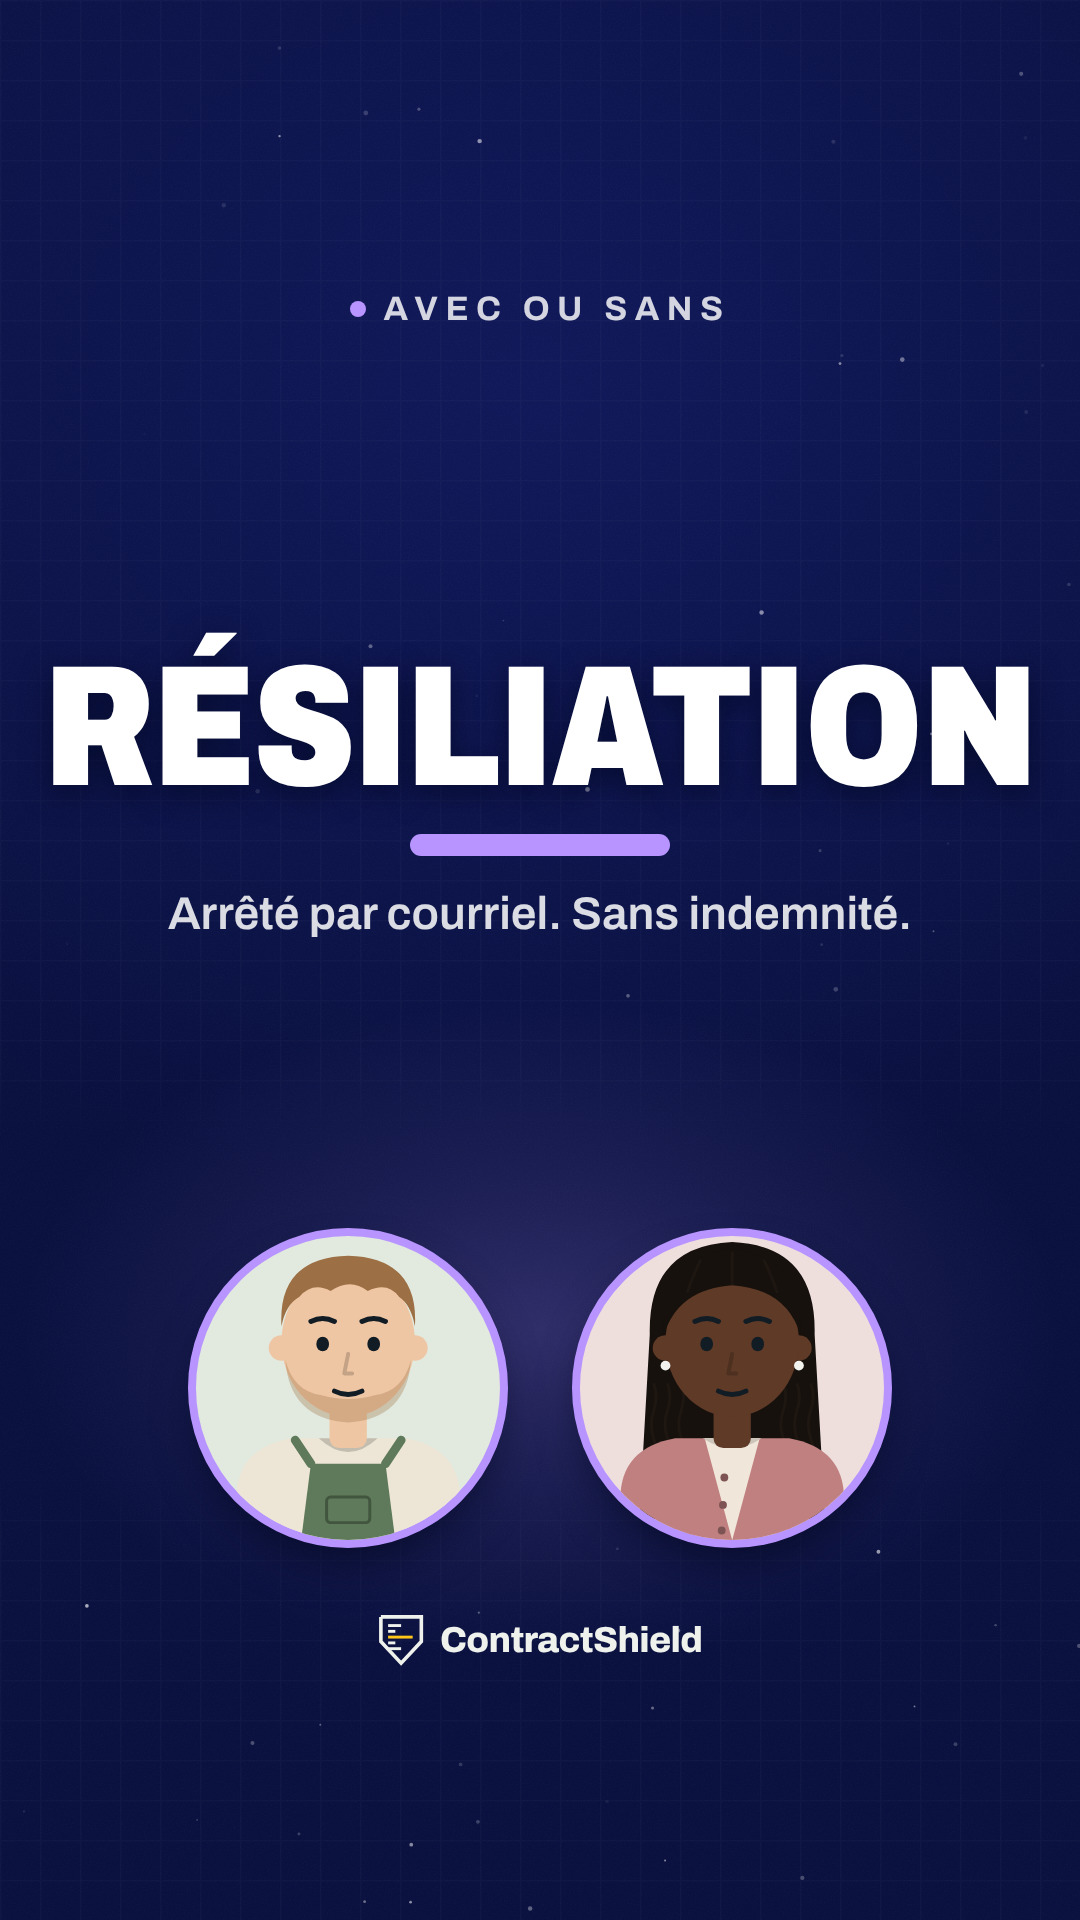 AVEC OU SANS
RÉSILIATION
Arrêté par courriel. Sans indemnité.
ContractShield